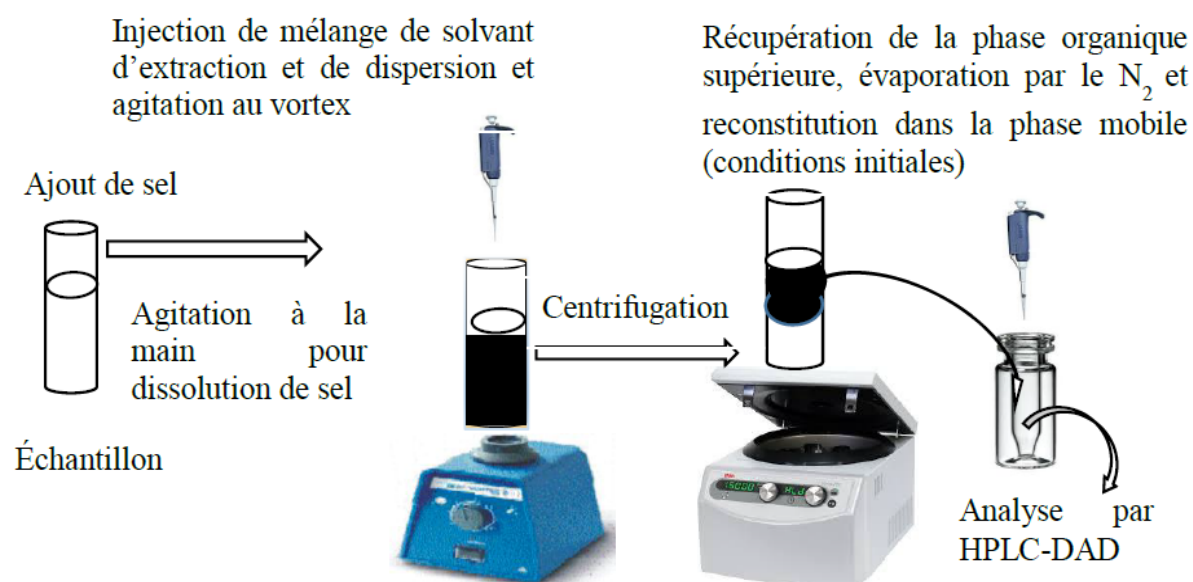 Injection de mélange de solvant
d'extraction et de dispersion et
agitation au vortex
Récupération de la phase organique
supérieure, évaporation par le N₂ et
reconstitution dans la phase mobile
(conditions initiales)
Ajout de sel
Agitation à la
main pour
dissolution de sel
Échantillon
Centrifugation
15000
Analyse par
HPLC-DAD